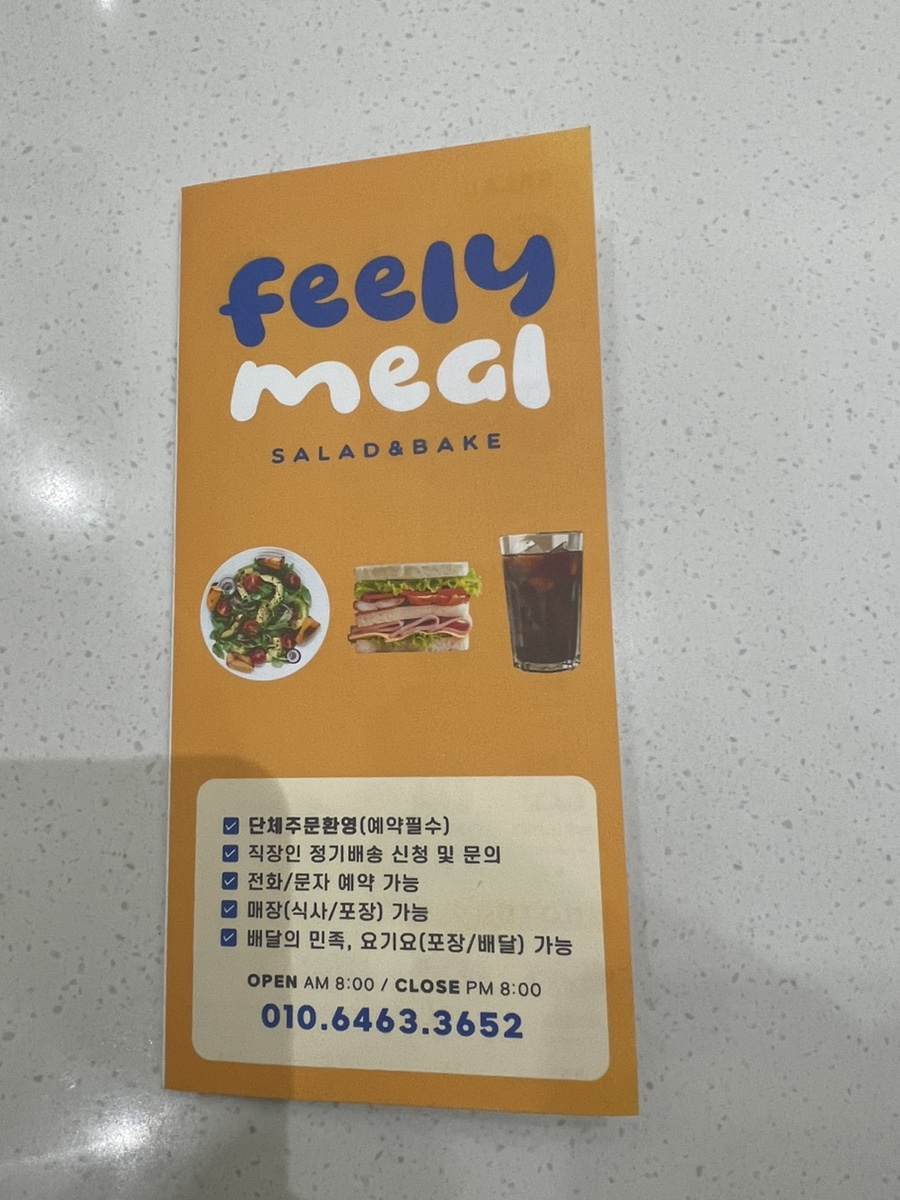 feely
meal
SALAD&BAKE
단체주문환영(예약필수)
직장인 정기배송 신청 및 문의
전화/문자 예약 가능
매장(식사/포장) 가능
배달의 민족, 요기요(포장/배달) 가능
OPEN AM 8:00 / CLOSE PM 8:00
010.6463.3652